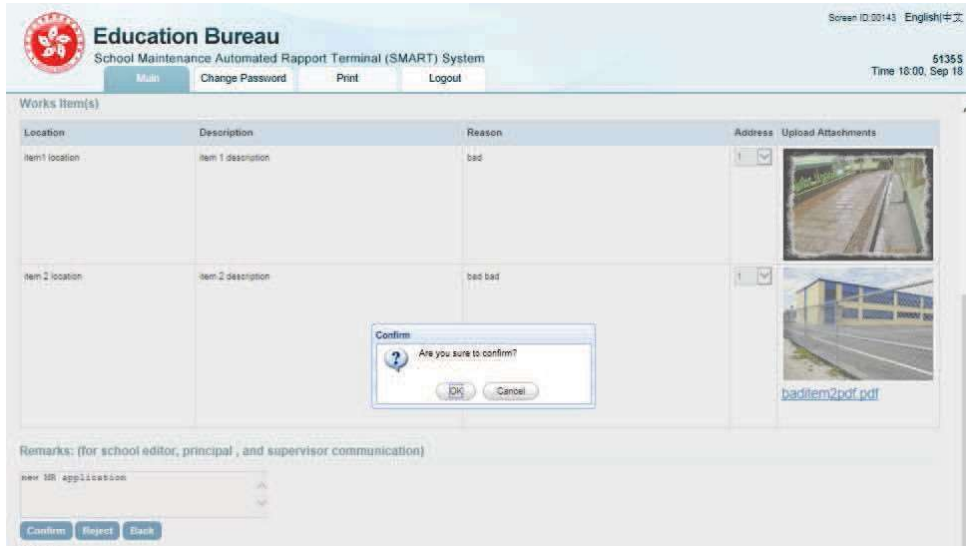 Screen ID:00143 English|中文
Education Bureau
School Maintenance Automated Rapport Terminal (SMART) System
5135S
Time 18:00, Sep 18
Main Change Password Print Logout
Works Item(s)
Location Description Reason Address Upload Attachments
item1 location item 1 description bad 1
item 2 location item 2 description bad bad 1
Confirm
Are you sure to confirm?
OK Cancel
baditem2pdf.pdf
Remarks: (for school editor, principal , and supervisor communication)
new MR application
Confirm Reject Back